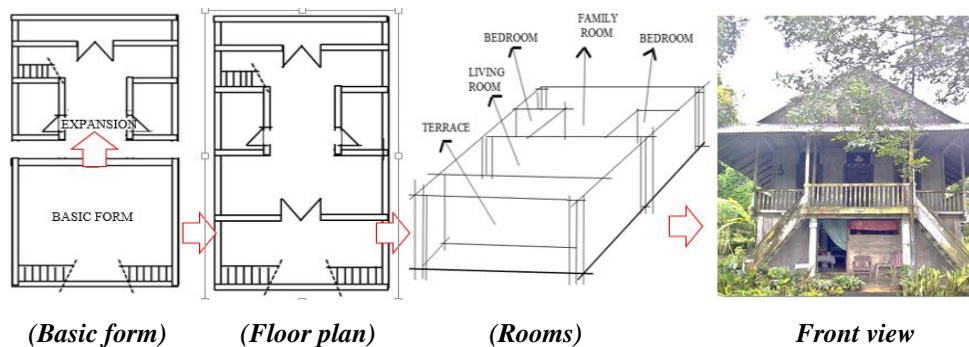 EXPANSION
BASIC FORM
TERRACE
LIVING
ROOM
BEDROOM
FAMILY
ROOM
BEDROOM
(Basic form)
(Floor plan)
(Rooms)
Front view